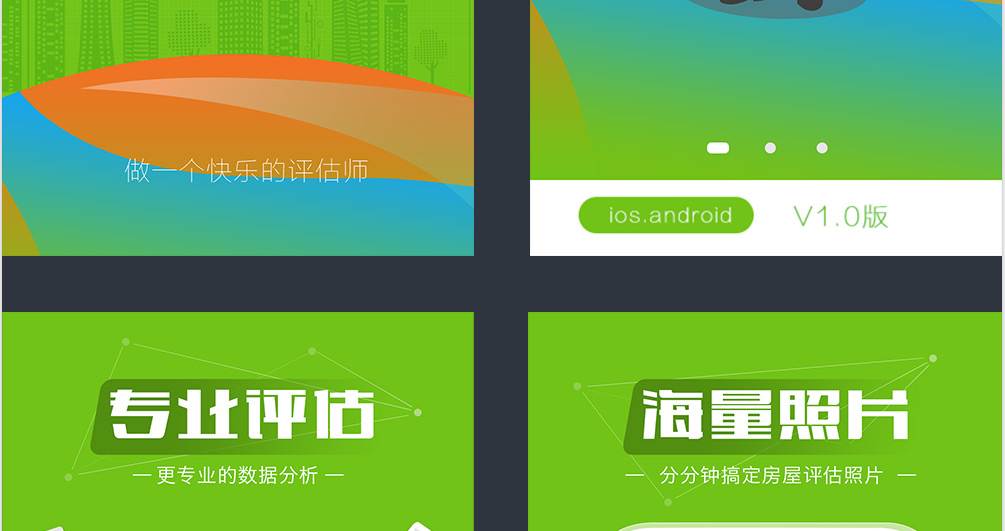 做一个快乐的评估师
ios.android
V1.0版
专业评估
— 更专业的数据分析 —
海量照片
— 分分钟搞定房屋评估照片 —